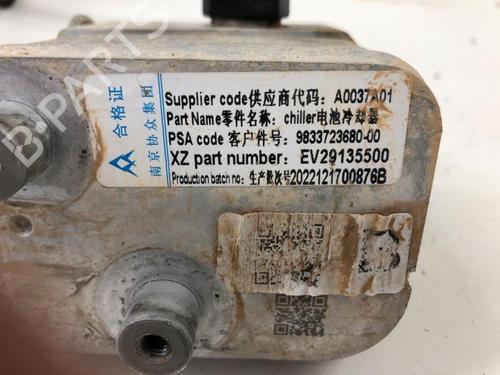 合格证
南京协众集团
Supplier code供应商代码: A0037A01
Part Name零件名称: chiller电池冷却器
PSA code 客户件号: 9833723680-00
XZ part number: EV29135500
Production batch no: 生产批次号2022121700876B
B-PARTS